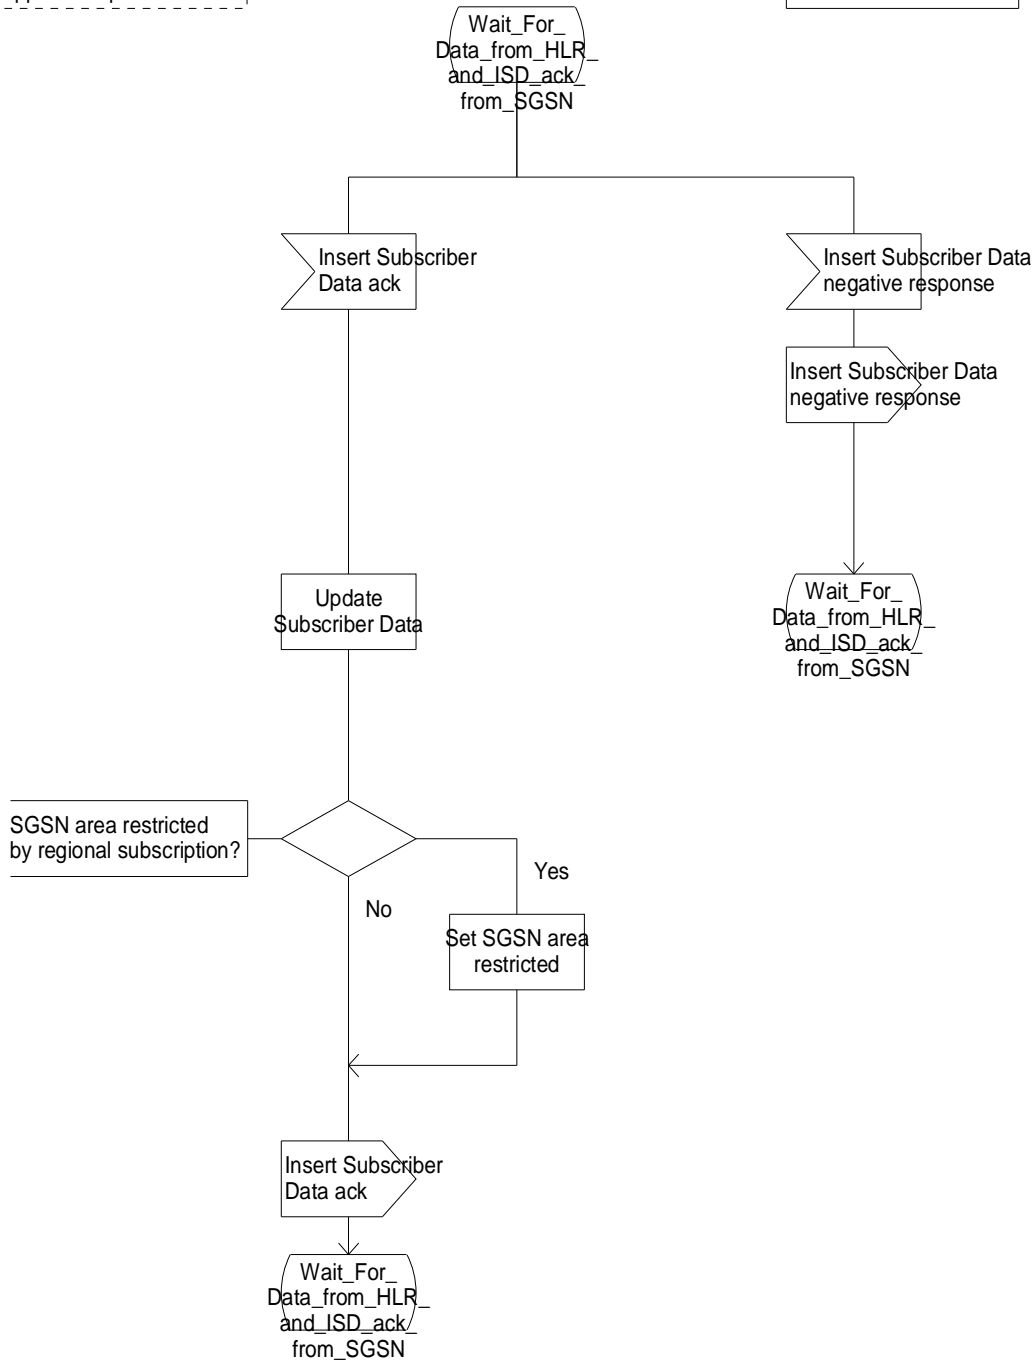 Wait_For_
Data_from_HLR_
and_ISD_ack_
from_SGSN
Insert Subscriber
Data ack
Insert Subscriber Data
negative response
Insert Subscriber Data
negative response
Update
Subscriber Data
Wait_For_
Data_from_HLR_
and_ISD_ack_
from_SGSN
SGSN area restricted
by regional subscription?
Yes
No
Set SGSN area
restricted
Insert Subscriber
Data ack
Wait_For_
Data_from_HLR_
and_ISD_ack_
from_SGSN